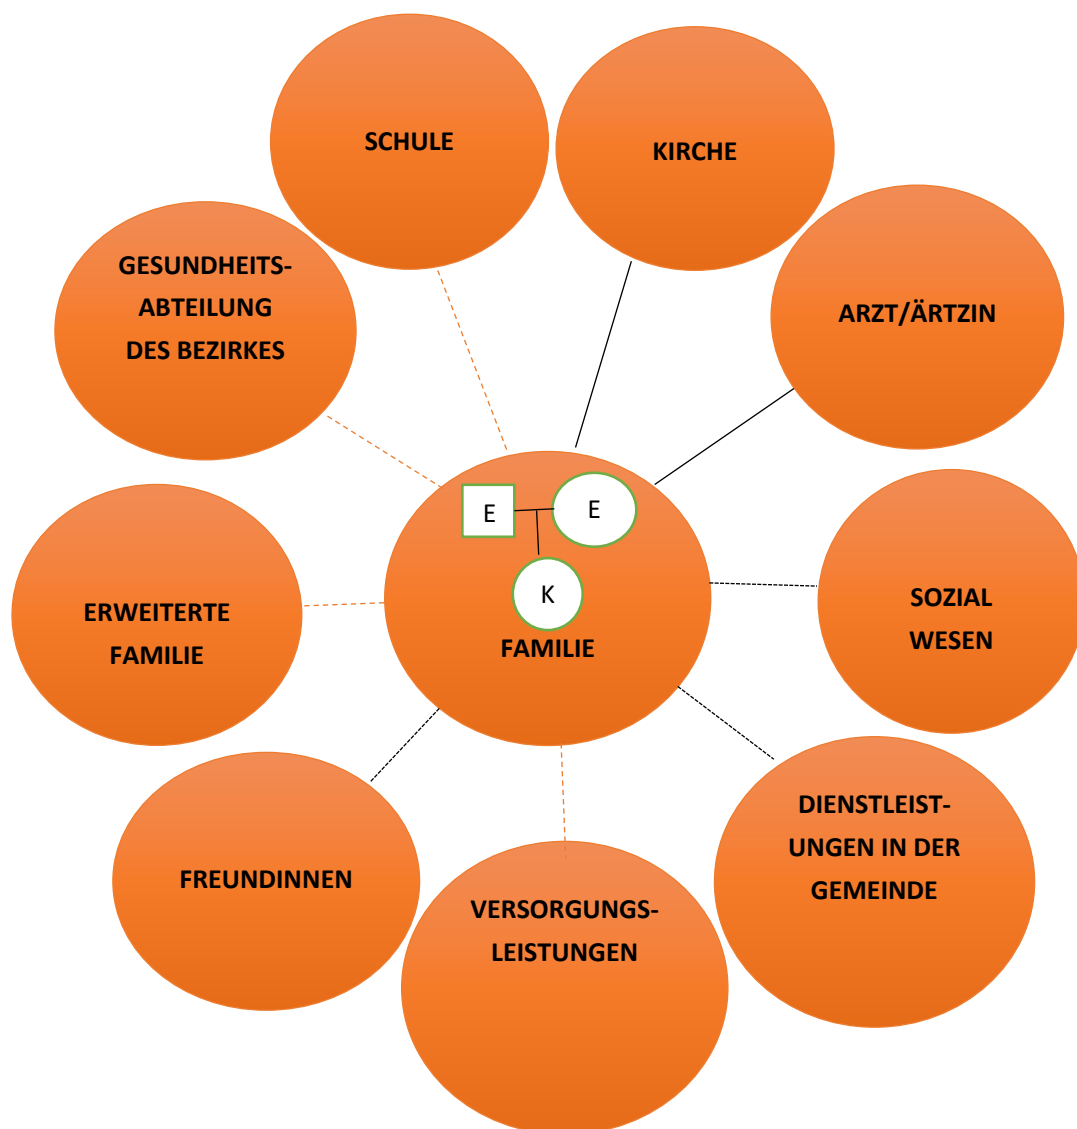 SCHULE
KIRCHE
GESUNDHEITS-
ABTEILUNG
DES BEZIRKES
ARZT/ÄRTZIN
E
E
K
FAMILIE
ERWEITERTE
FAMILIE
SOZIAL
WESEN
FREUNDINNEN
VERSORGUNGS-
LEISTUNGEN
DIENSTLEIST-
UNGEN IN DER
GEMEINDE